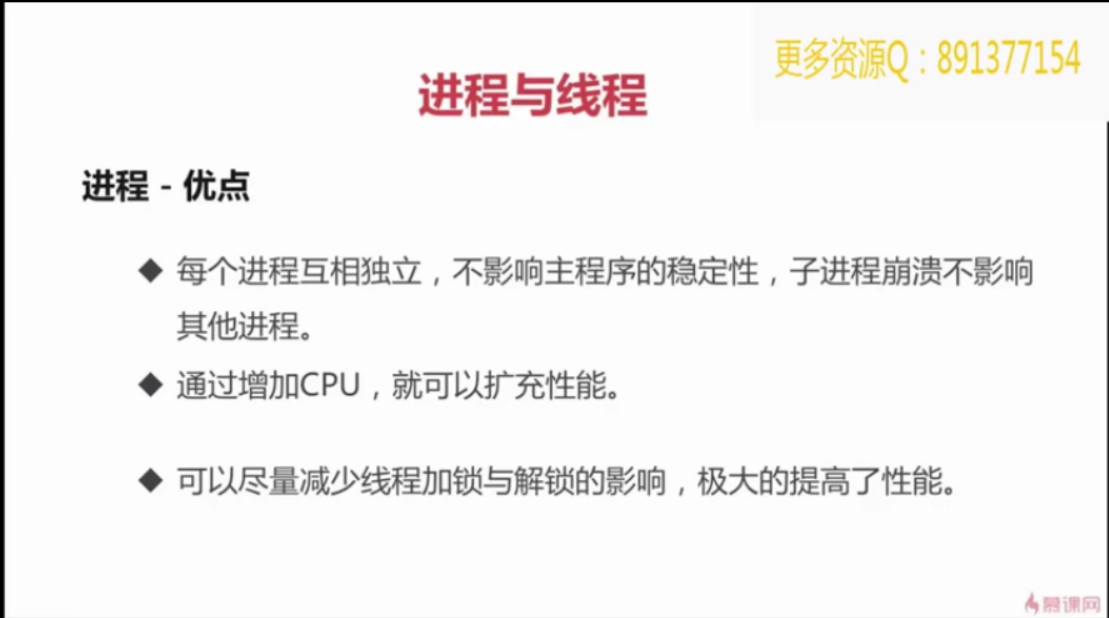 更多资源Q：891377154
进程与线程
进程 - 优点
◆ 每个进程互相独立，不影响主程序的稳定性，子进程崩溃不影响
其他进程。
◆ 通过增加CPU，就可以扩充性能。
◆ 可以尽量减少线程加锁与解锁的影响，极大的提高了性能。
慕课网